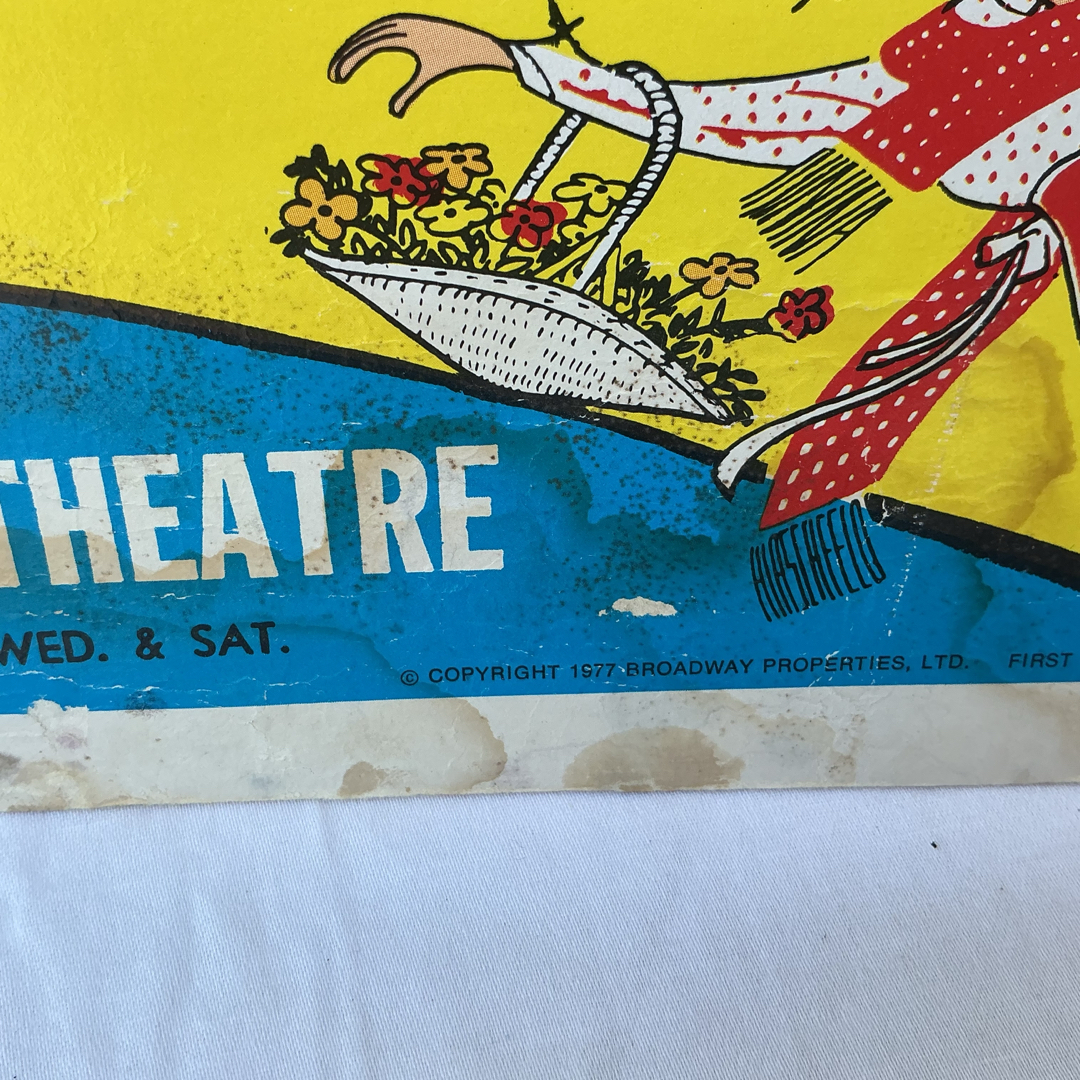 THEATRE
HIRSCHFELD
WED. & SAT.
© COPYRIGHT 1977 BROADWAY PROPERTIES, LTD. FIRST